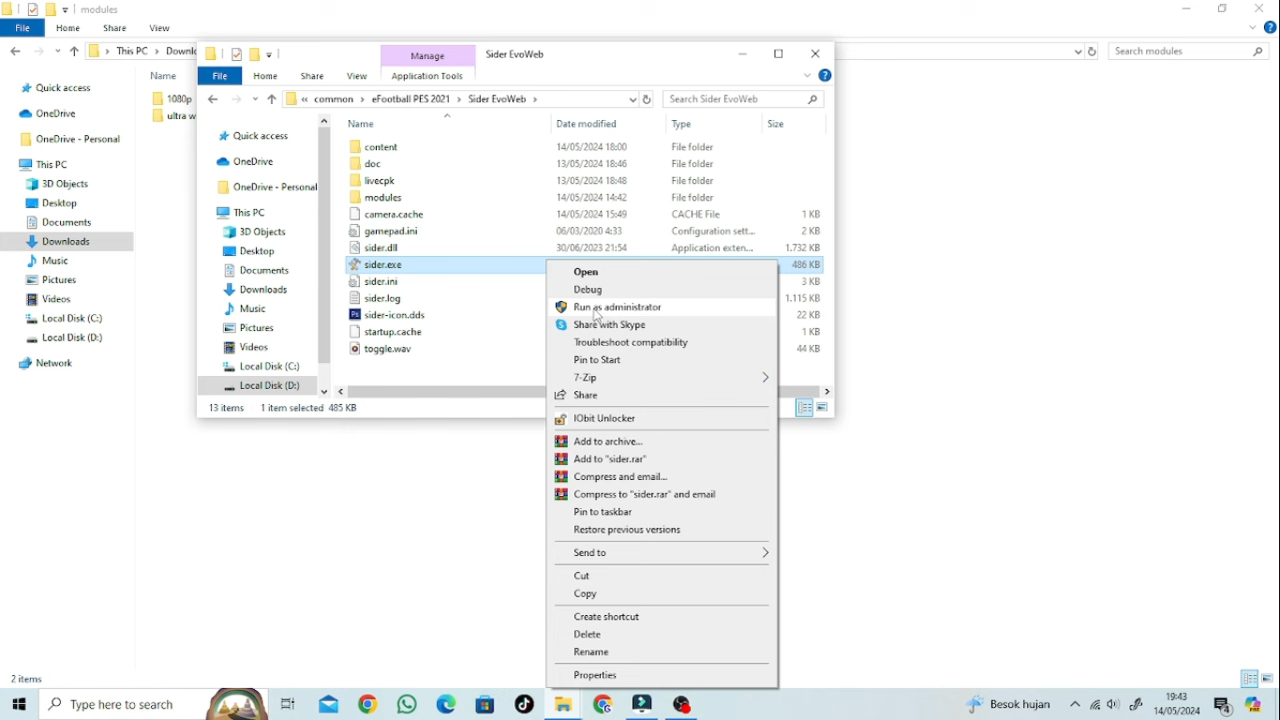 modules
File Home Share View
This PC > Downl
Search modules
Quick access
OneDrive
OneDrive - Personal
This PC
3D Objects
Desktop
Documents
Downloads
Music
Pictures
Videos
Local Disk (C:)
Local Disk (D:)
Network
Name
1080p
ultra w
2 items
Manage Sider EvoWeb
File Home Share View Application Tools
« common > eFootball PES 2021 > Sider EvoWeb >
Search Sider EvoWeb
Quick access
OneDrive
OneDrive - Personal
This PC
3D Objects
Desktop
Documents
Downloads
Music
Pictures
Videos
Local Disk (C:)
Local Disk (D:)
Name Date modified Type Size
content 14/05/2024 18:00 File folder
doc 13/05/2024 18:46 File folder
livecpk 13/05/2024 18:48 File folder
modules 14/05/2024 14:42 File folder
camera.cache 14/05/2024 15:49 CACHE File 1 KB
gamepad.ini 06/03/2020 4:33 Configuration sett... 2 KB
sider.dll 30/06/2023 21:54 Application exten... 1.732 KB
sider.exe 486 KB
sider.ini 3 KB
sider.log 1.115 KB
sider-icon.dds 22 KB
startup.cache 1 KB
toggle.wav 44 KB
13 items 1 item selected 485 KB
Open
Debug
Run as administrator
Share with Skype
Troubleshoot compatibility
Pin to Start
7-Zip
Share
IObit Unlocker
Add to archive...
Add to "sider.rar"
Compress and email...
Compress to "sider.rar" and email
Pin to taskbar
Restore previous versions
Send to
Cut
Copy
Create shortcut
Delete
Rename
Properties
Type here to search
Besok hujan
19:43
14/05/2024
4